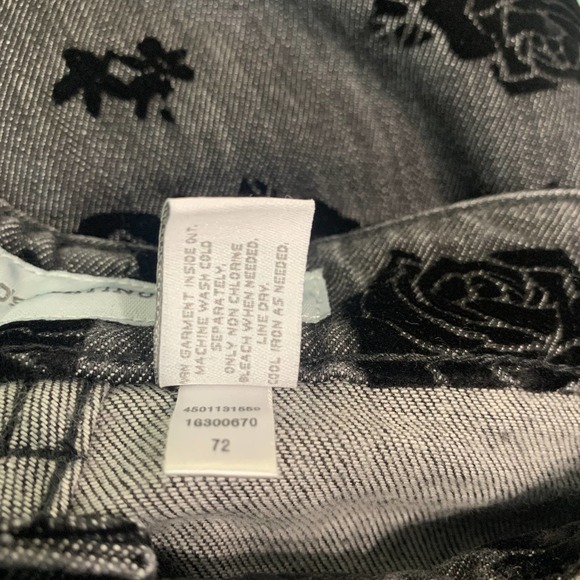 GARMENT INSIDE OUT.
MACHINE WASH COLD
SEPARATELY.
ONLY NON CHLORINE
BLEACH WHEN NEEDED.
LINE DRY.
COOL IRON AS NEEDED.
16300670
72